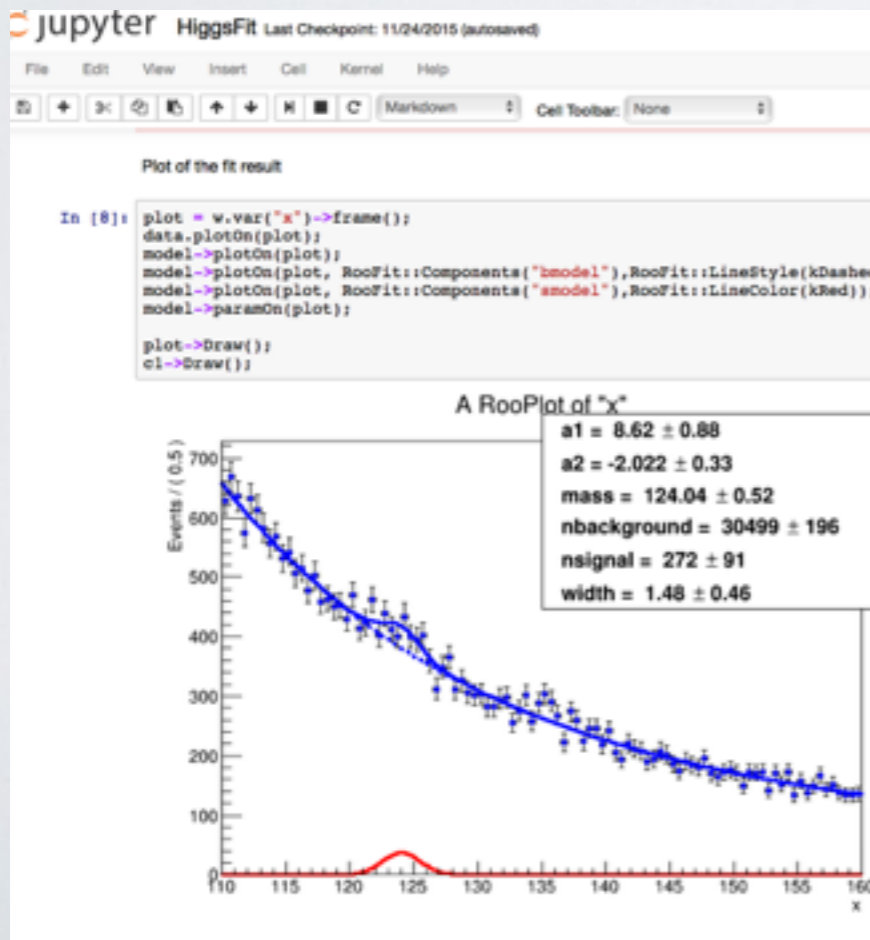 jupyter HiggsFit Last Checkpoint: 11/24/2015 (autosaved)
File Edit View Insert Cell Kernel Help
Markdown Cell Toolbar: None
Plot of the fit result
In [8]: plot = w.var("x")->frame();
data.plotOn(plot);
model->plotOn(plot);
model->plotOn(plot, RooFit::Components("bmodel"),RooFit::LineStyle(kDashed
model->plotOn(plot, RooFit::Components("smodel"),RooFit::LineColor(kRed));
model->paramOn(plot);
plot->Draw();
c1->Draw();
A RooPlot of "x"
a1 = 8.62 ± 0.88
a2 = -2.022 ± 0.33
mass = 124.04 ± 0.52
nbackground = 30499 ± 196
nsignal = 272 ± 91
width = 1.48 ± 0.46
Events / ( 0.5 )
700
600
500
400
300
200
100
0
110 115 120 125 130 135 140 145 150 155 160
x